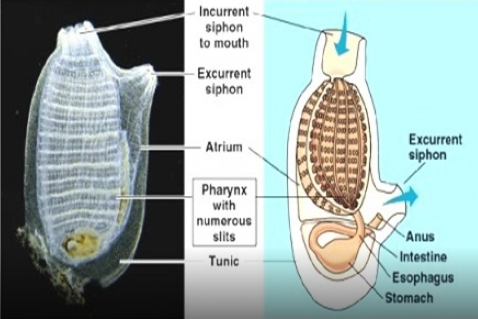 Incurrent
siphon
to mouth
Excurrent
siphon
Atrium
Pharynx
with
numerous
slits
Tunic
Excurrent
siphon
Anus
Intestine
Esophagus
Stomach